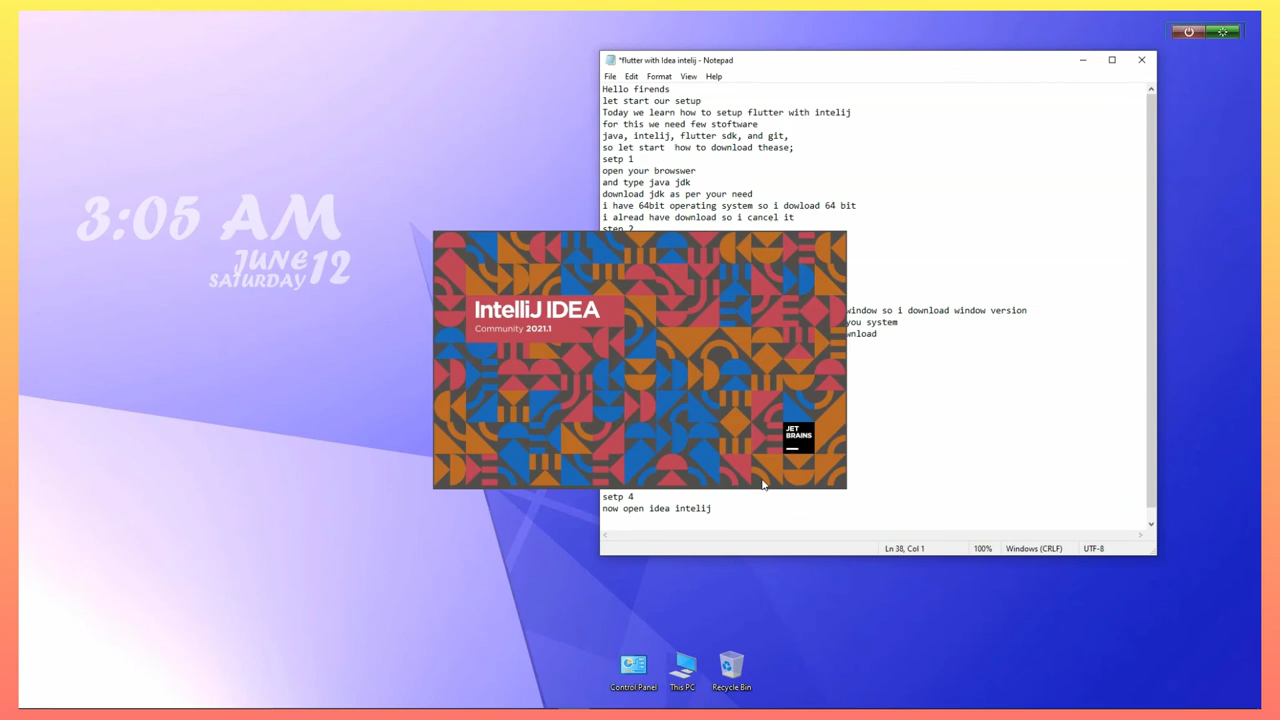 *flutter with Idea intelij - Notepad
File Edit Format View Help
Hello firends
let start our setup
Today we learn how to setup flutter with intelij
for this we need few stoftware
java, intelij, flutter sdk, and git,
so let start  how to download thease;
setp 1
open your browswer
and type java jdk
download jdk as per your need
i have 64bit operating system so i dowload 64 bit
i alread have download so i cancel it
3:05 AM
JUNE 12
SATURDAY
IntelliJ IDEA
Community 2021.1
window so i download window version
you system
JET
BRAINS
setp 4
now open idea intelij
Ln 38, Col 1 100% Windows (CRLF) UTF-8
Control Panel This PC Recycle Bin